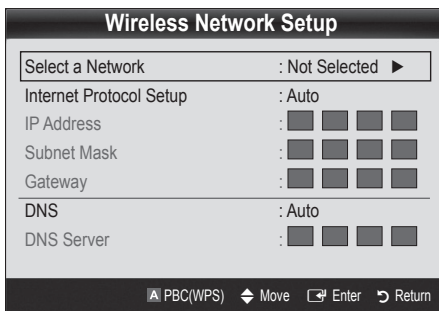 Wireless Network Setup
Select a Network : Not Selected ►
Internet Protocol Setup : Auto
IP Address :
Subnet Mask :
Gateway :
DNS : Auto
DNS Server :
A PBC(WPS) Move Enter Return